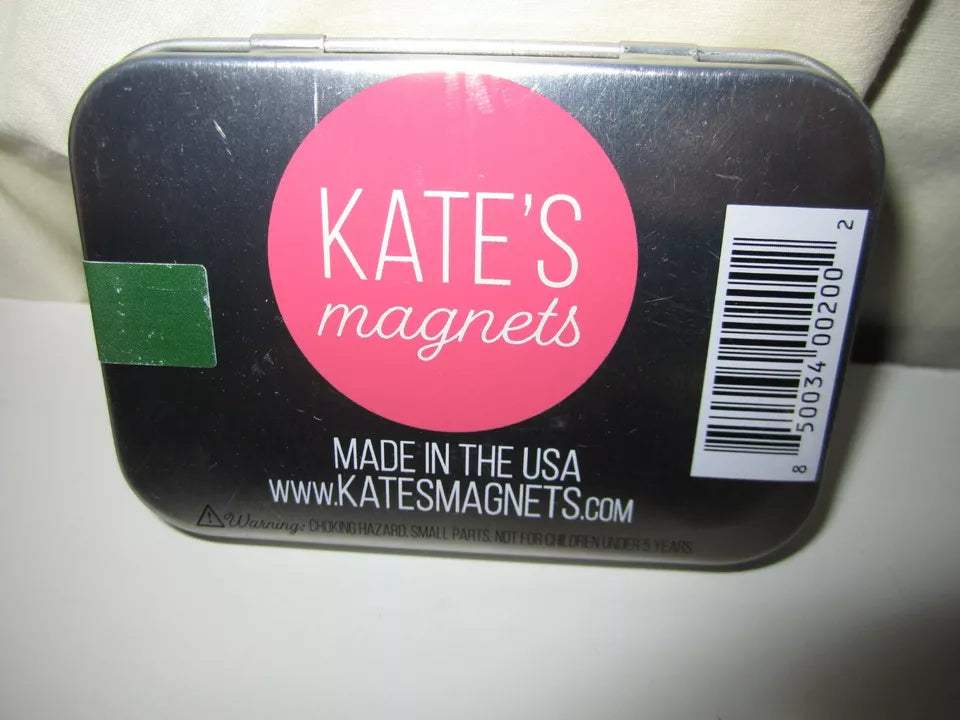 KATE'S
magnets
MADE IN THE USA
WWW.KATESMAGNETS.COM
Warning: CHOKING HAZARD. SMALL PARTS. NOT FOR CHILDREN UNDER 5 YEARS
8 50034 00200 2